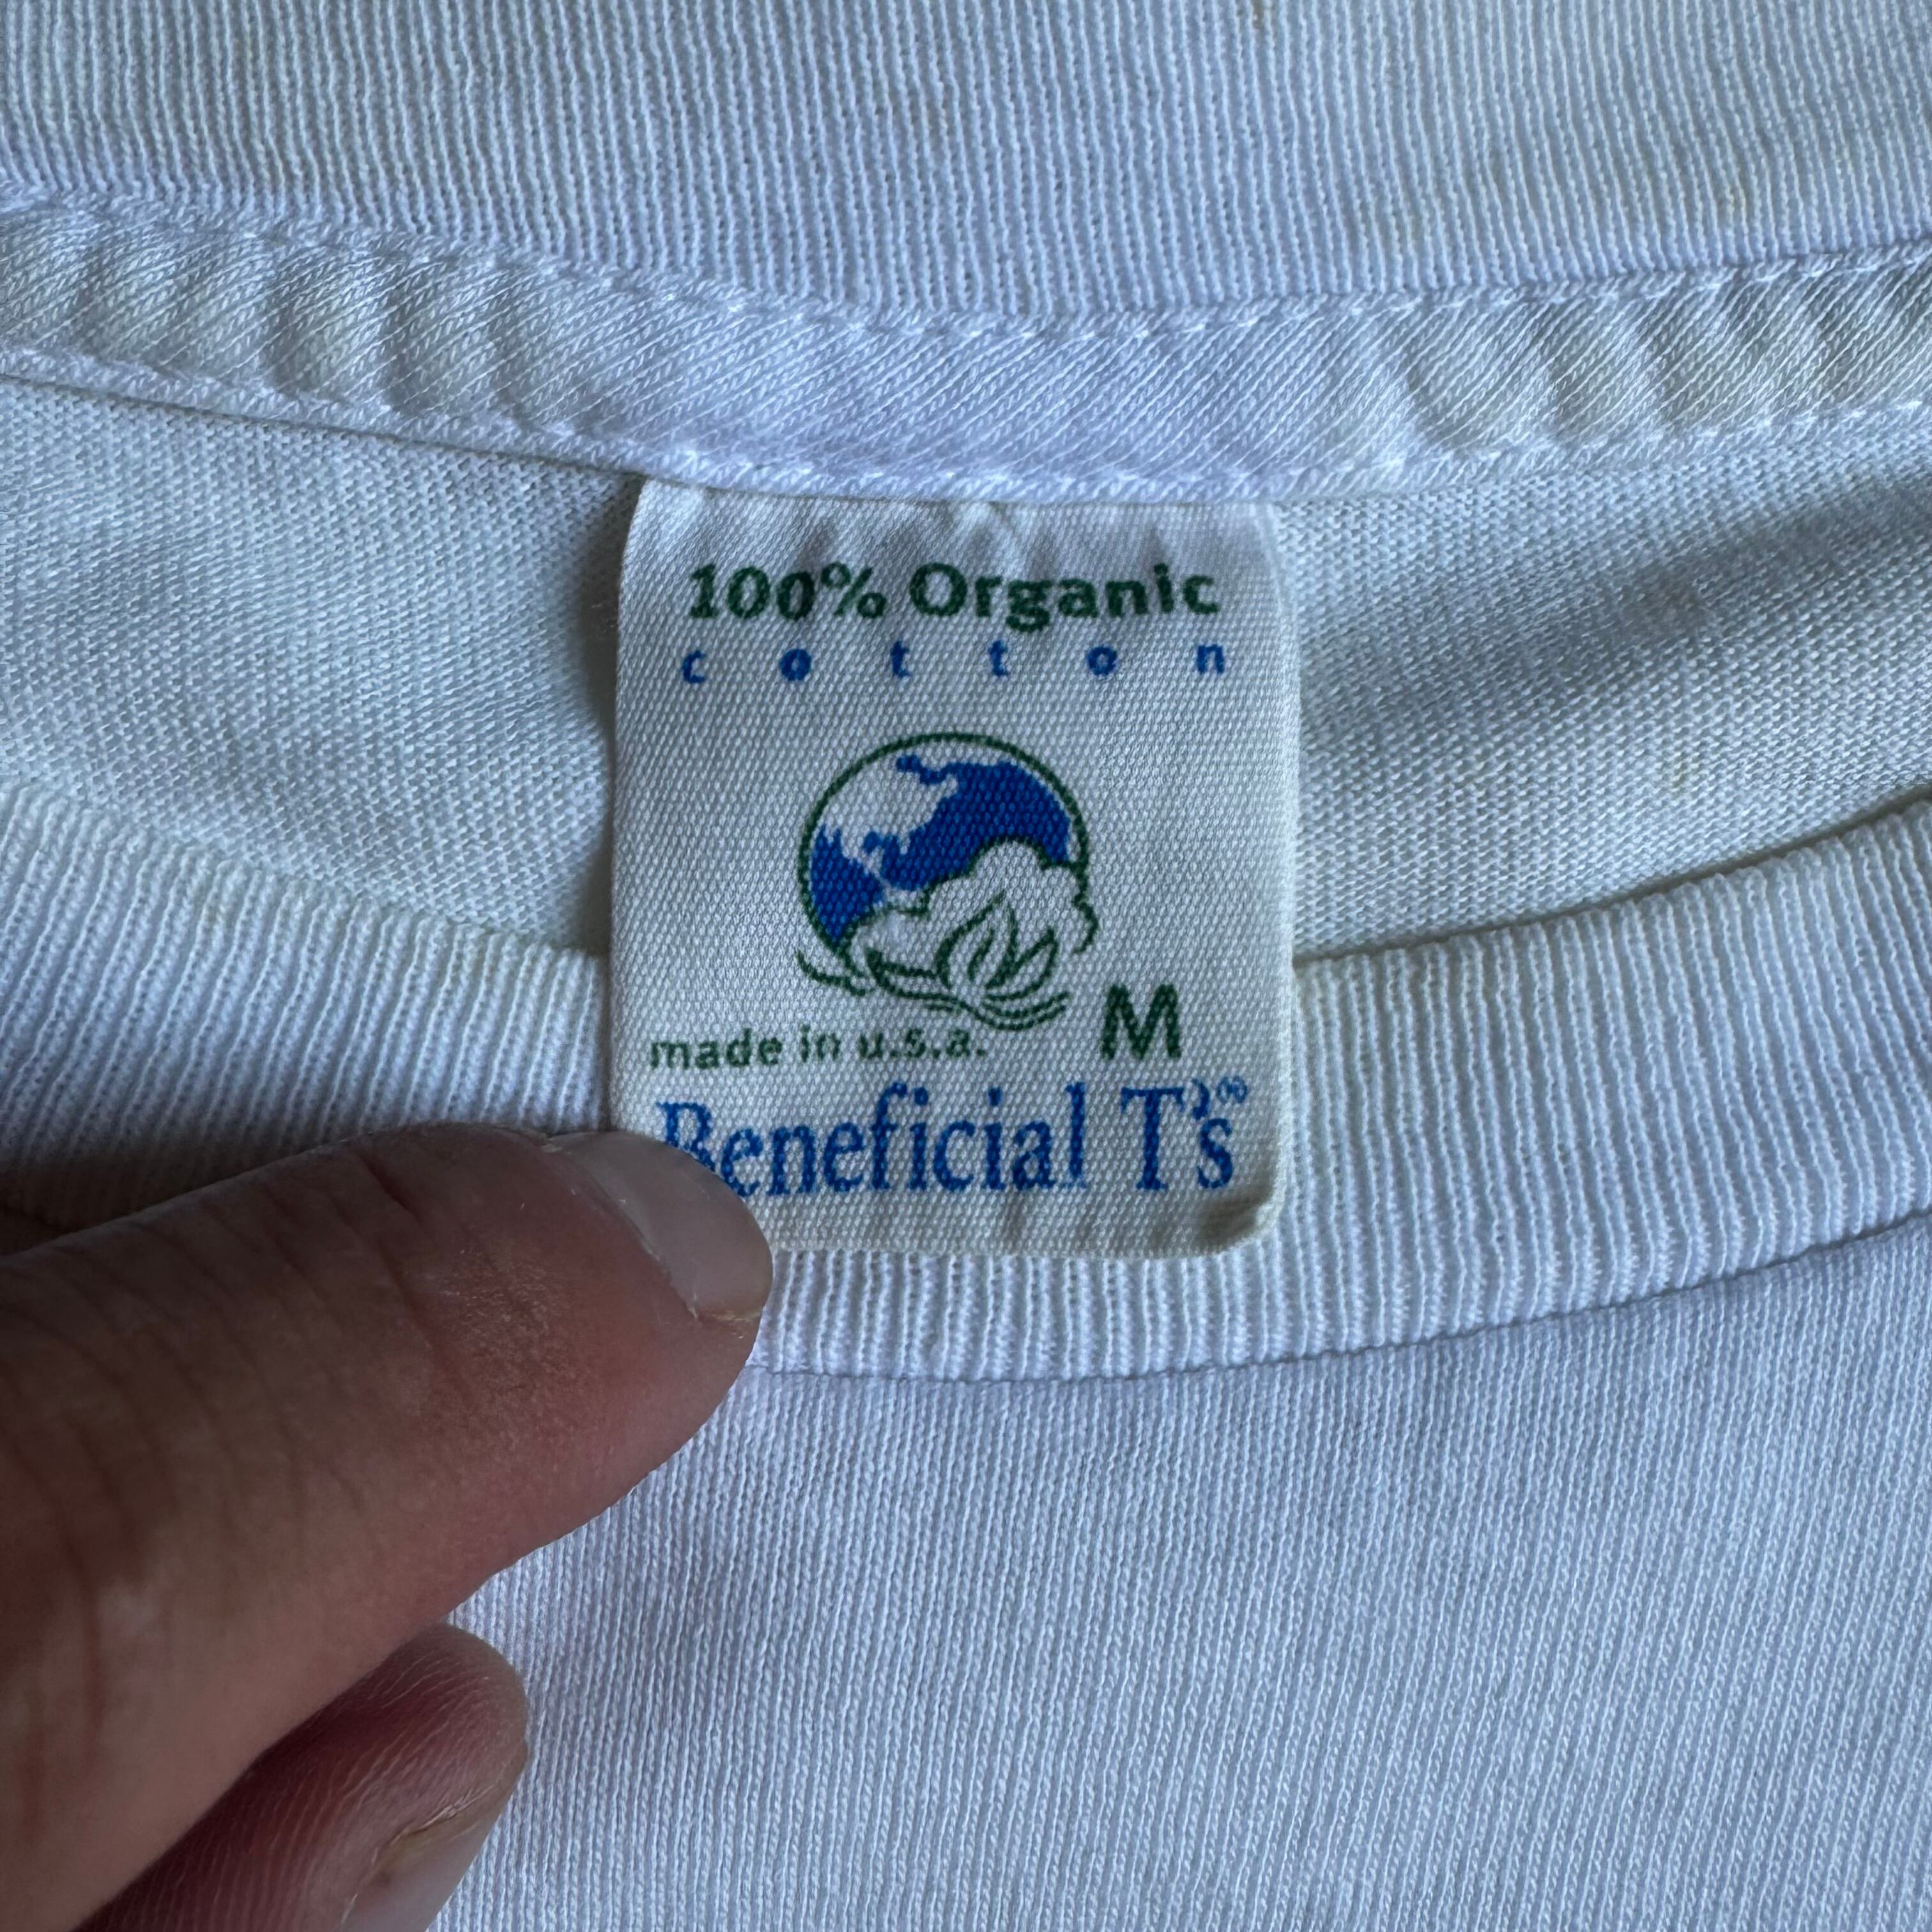 100% Organic
cotton
made in u.s.a. M
Beneficial T's